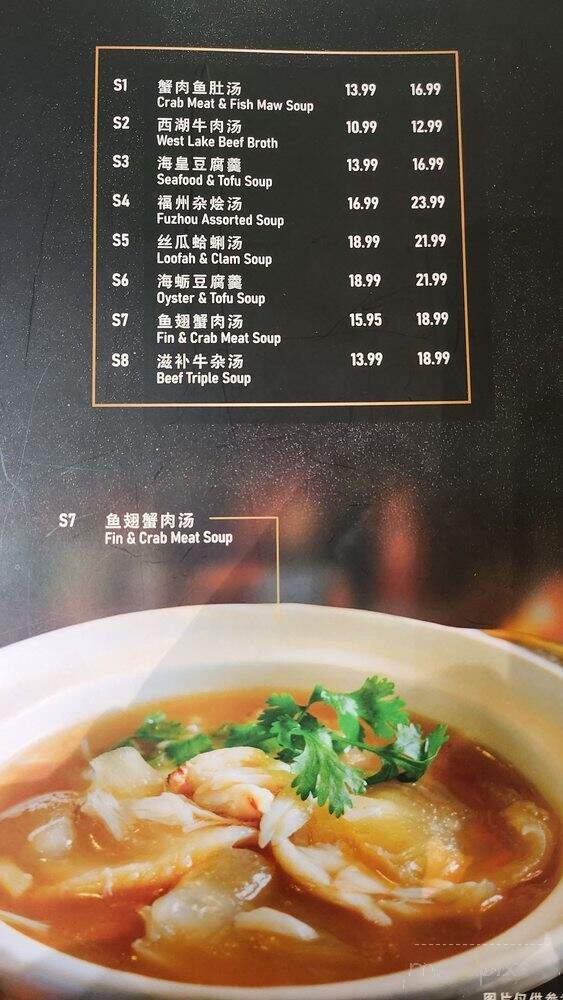 S1 蟹肉鱼肚汤 13.99 16.99
Crab Meat & Fish Maw Soup
S2 西湖牛肉汤 10.99 12.99
West Lake Beef Broth
S3 海皇豆腐羹 13.99 16.99
Seafood & Tofu Soup
S4 福州杂烩汤 16.99 23.99
Fuzhou Assorted Soup
S5 丝瓜蛤蜊汤 18.99 21.99
Loofah & Clam Soup
S6 海蛎豆腐羹 18.99 21.99
Oyster & Tofu Soup
S7 鱼翅蟹肉汤 15.95 18.99
Fin & Crab Meat Soup
S8 滋补牛杂汤 13.99 18.99
Beef Triple Soup
S7 鱼翅蟹肉汤
Fin & Crab Meat Soup
图片仅供参